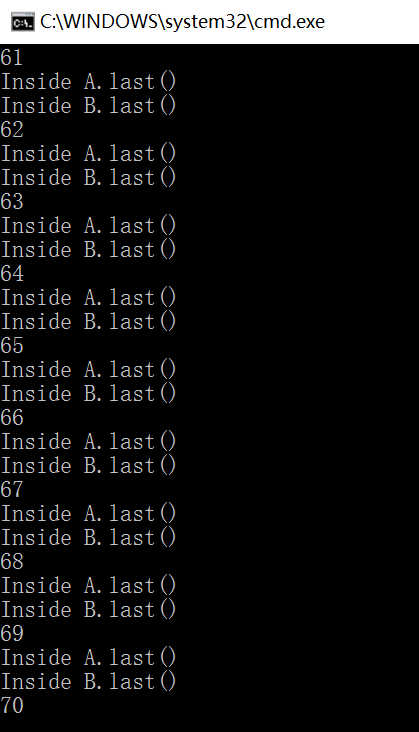 C:\WINDOWS\system32\cmd.exe
61
Inside A.last()
Inside B.last()
62
Inside A.last()
Inside B.last()
63
Inside A.last()
Inside B.last()
64
Inside A.last()
Inside B.last()
65
Inside A.last()
Inside B.last()
66
Inside A.last()
Inside B.last()
67
Inside A.last()
Inside B.last()
68
Inside A.last()
Inside B.last()
69
Inside A.last()
Inside B.last()
70